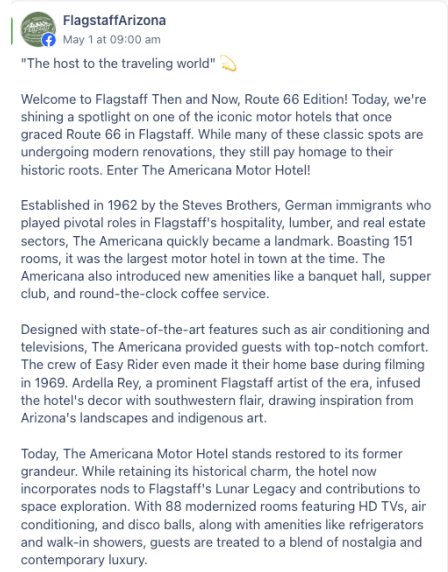 FlagstaffArizona
May 1 at 09:00 am
"The host to the traveling world" 💫
Welcome to Flagstaff Then and Now, Route 66 Edition! Today, we're
shining a spotlight on one of the iconic motor hotels that once
graced Route 66 in Flagstaff. While many of these classic spots are
undergoing modern renovations, they still pay homage to their
historic roots. Enter The Americana Motor Hotel!
Established in 1962 by the Steves Brothers, German immigrants who
played pivotal roles in Flagstaff's hospitality, lumber, and real estate
sectors, The Americana quickly became a landmark. Boasting 151
rooms, it was the largest motor hotel in town at the time. The
Americana also introduced new amenities like a banquet hall, supper
club, and round-the-clock coffee service.
Designed with state-of-the-art features such as air conditioning and
televisions, The Americana provided guests with top-notch comfort.
The crew of Easy Rider even made it their home base during filming
in 1969. Ardella Rey, a prominent Flagstaff artist of the era, infused
the hotel's decor with southwestern flair, drawing inspiration from
Arizona's landscapes and indigenous art.
Today, The Americana Motor Hotel stands restored to its former
grandeur. While retaining its historical charm, the hotel now
incorporates nods to Flagstaff's Lunar Legacy and contributions to
space exploration. With 88 modernized rooms featuring HD TVs, air
conditioning, and disco balls, along with amenities like refrigerators
and walk-in showers, guests are treated to a blend of nostalgia and
contemporary luxury.